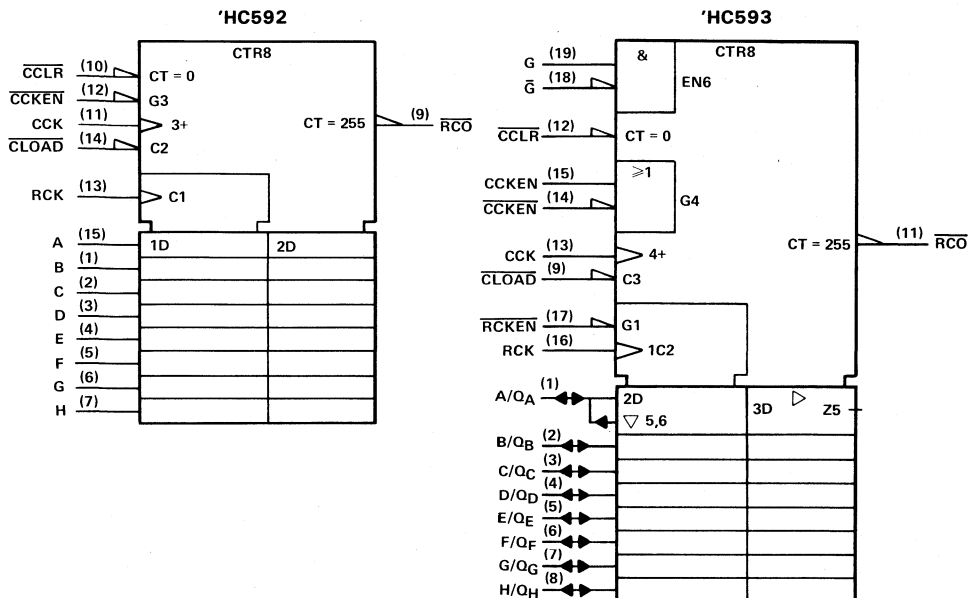 'HC592
CTR8
CCLR (10) CT = 0
CCKEN (12) G3
CCK (11) 3+
CT = 255 (9) RCO
CLOAD (14) C2
RCK (13) C1
A (15) 1D 2D
B (1)
C (2)
D (3)
E (4)
F (5)
G (6)
H (7)
'HC593
G (19) & CTR8
G̅ (18) EN6
CCLR (12) CT = 0
CCKEN (15) ≥1
CCKEN (14) G4
CT = 255 (11) RCO
CCK (13) 4+
CLOAD (9) C3
RCKEN (17) G1
RCK (16) 1C2
A/QA (1) 2D 3D ▷ Z5
▽ 5,6
B/QB (2)
C/QC (3)
D/QD (4)
E/QE (5)
F/QF (6)
G/QG (7)
H/QH (8)